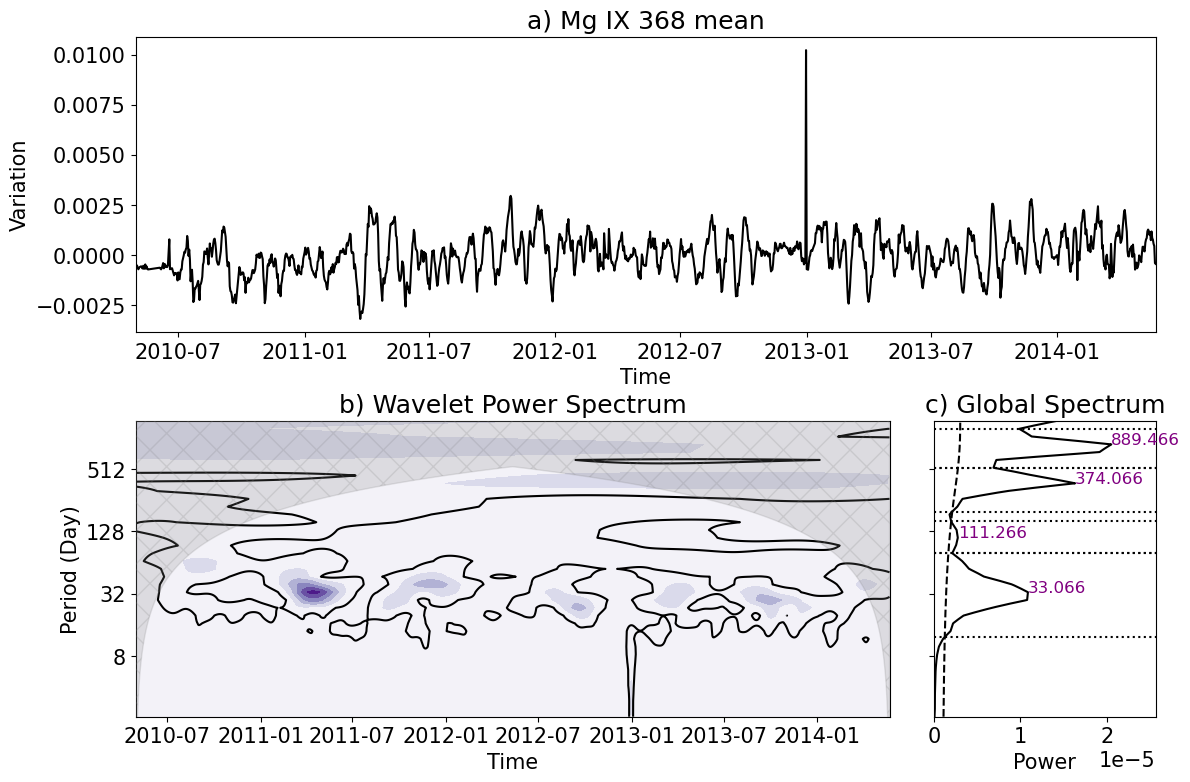 a) Mg IX 368 mean
0.0100
0.0075
0.0050
0.0025
0.0000
−0.0025
Variation
2010-07 2011-01 2011-07 2012-01 2012-07 2013-01 2013-07 2014-01
Time
b) Wavelet Power Spectrum
512
128
32
8
Period (Day)
2010-07 2011-01 2011-07 2012-01 2012-07 2013-01 2013-07 2014-01
Time
c) Global Spectrum
889.466
374.066
111.266
33.066
0 1 2
Power 1e−5